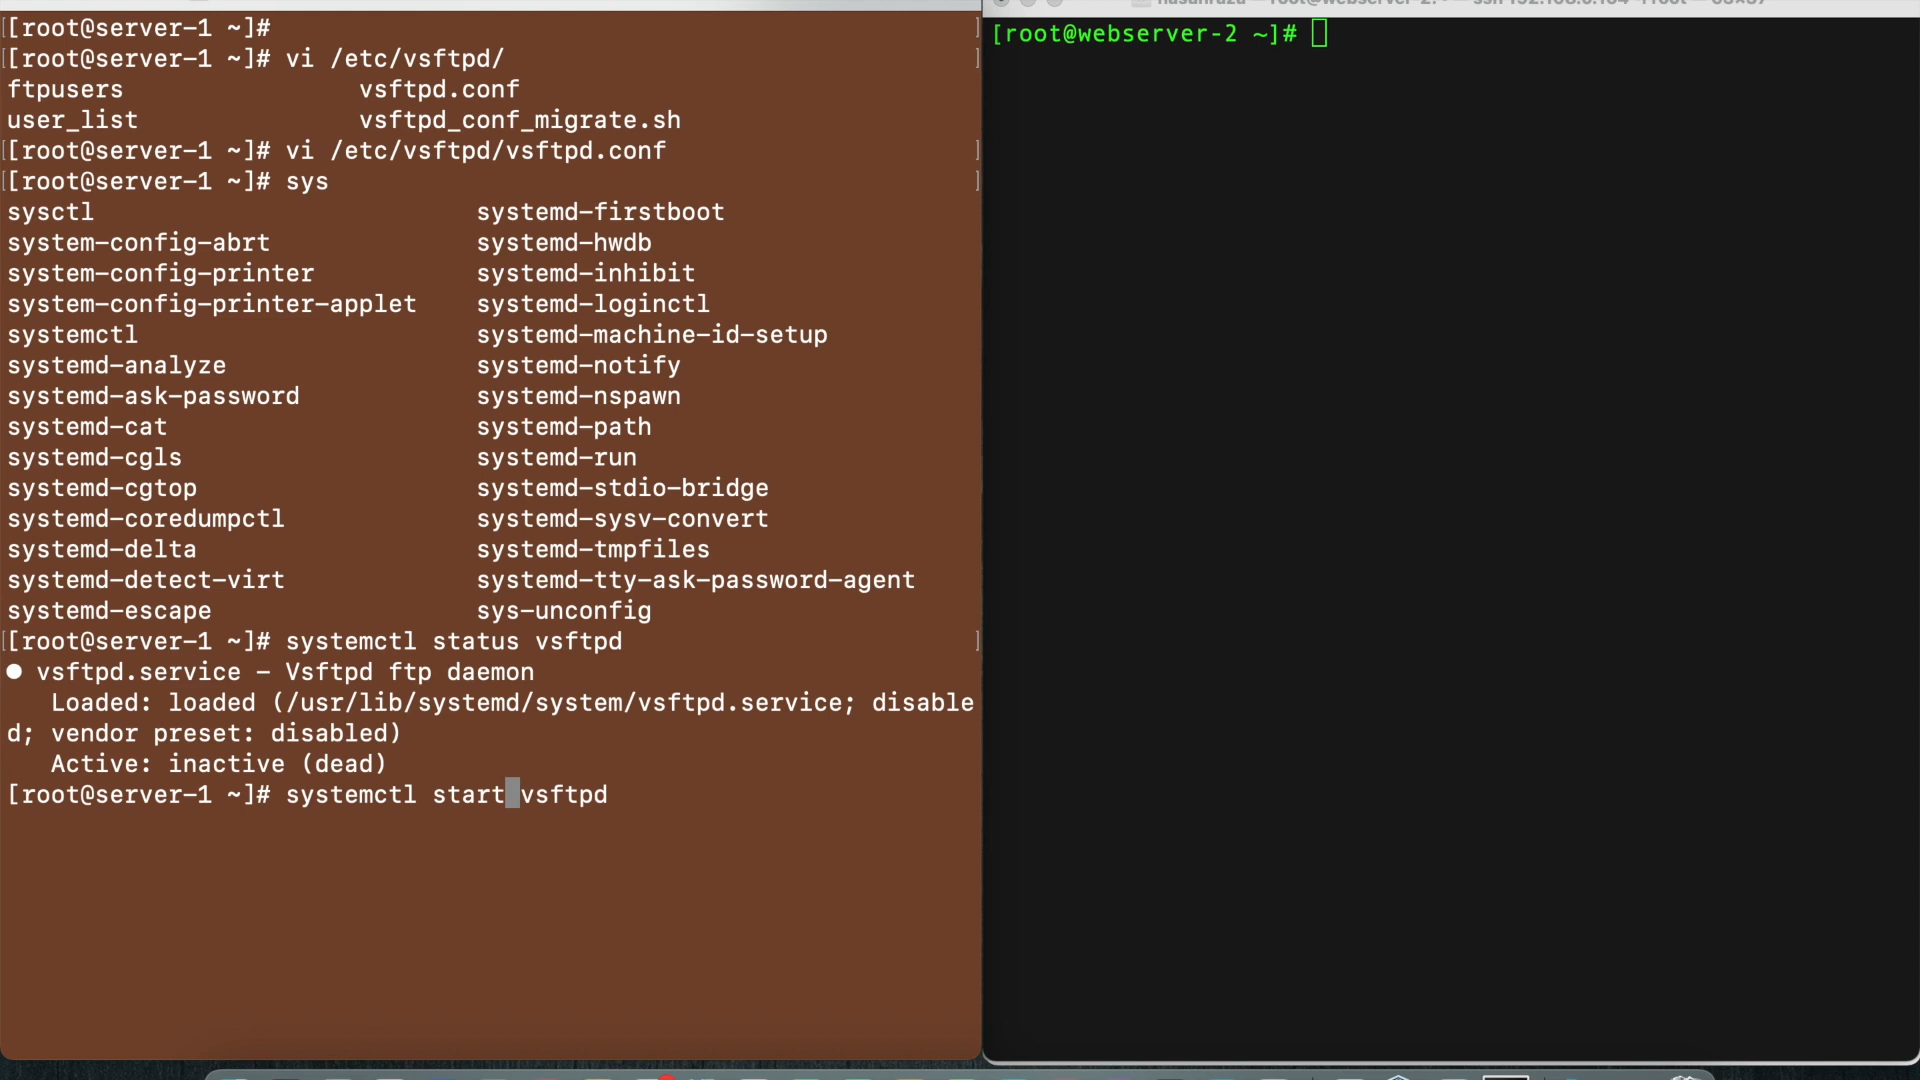 [root@server-1 ~]#
[root@server-1 ~]# vi /etc/vsftpd/
ftpusers vsftpd.conf
user_list vsftpd_conf_migrate.sh
[root@server-1 ~]# vi /etc/vsftpd/vsftpd.conf
[root@server-1 ~]# sys
sysctl systemd-firstboot
system-config-abrt systemd-hwdb
system-config-printer systemd-inhibit
system-config-printer-applet systemd-loginctl
systemctl systemd-machine-id-setup
systemd-analyze systemd-notify
systemd-ask-password systemd-nspawn
systemd-cat systemd-path
systemd-cgls systemd-run
systemd-cgtop systemd-stdio-bridge
systemd-coredumpctl systemd-sysv-convert
systemd-delta systemd-tmpfiles
systemd-detect-virt systemd-tty-ask-password-agent
systemd-escape sys-unconfig
[root@server-1 ~]# systemctl status vsftpd
● vsftpd.service - Vsftpd ftp daemon
Loaded: loaded (/usr/lib/systemd/system/vsftpd.service; disable
d; vendor preset: disabled)
Active: inactive (dead)
[root@server-1 ~]# systemctl start vsftpd
[root@webserver-2 ~]#